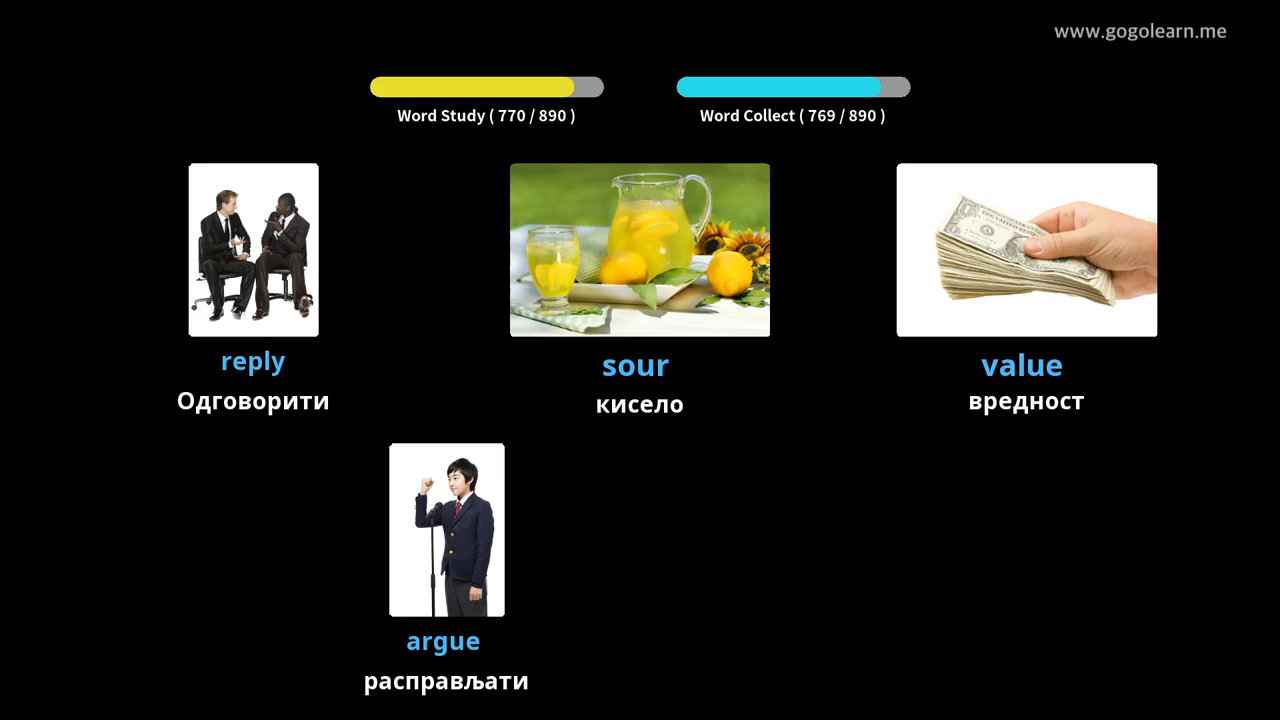 www.gogolearn.me
Word Study ( 770 / 890 )
Word Collect ( 769 / 890 )
reply
Одговорити
sour
кисело
value
вредност
argue
расправљати